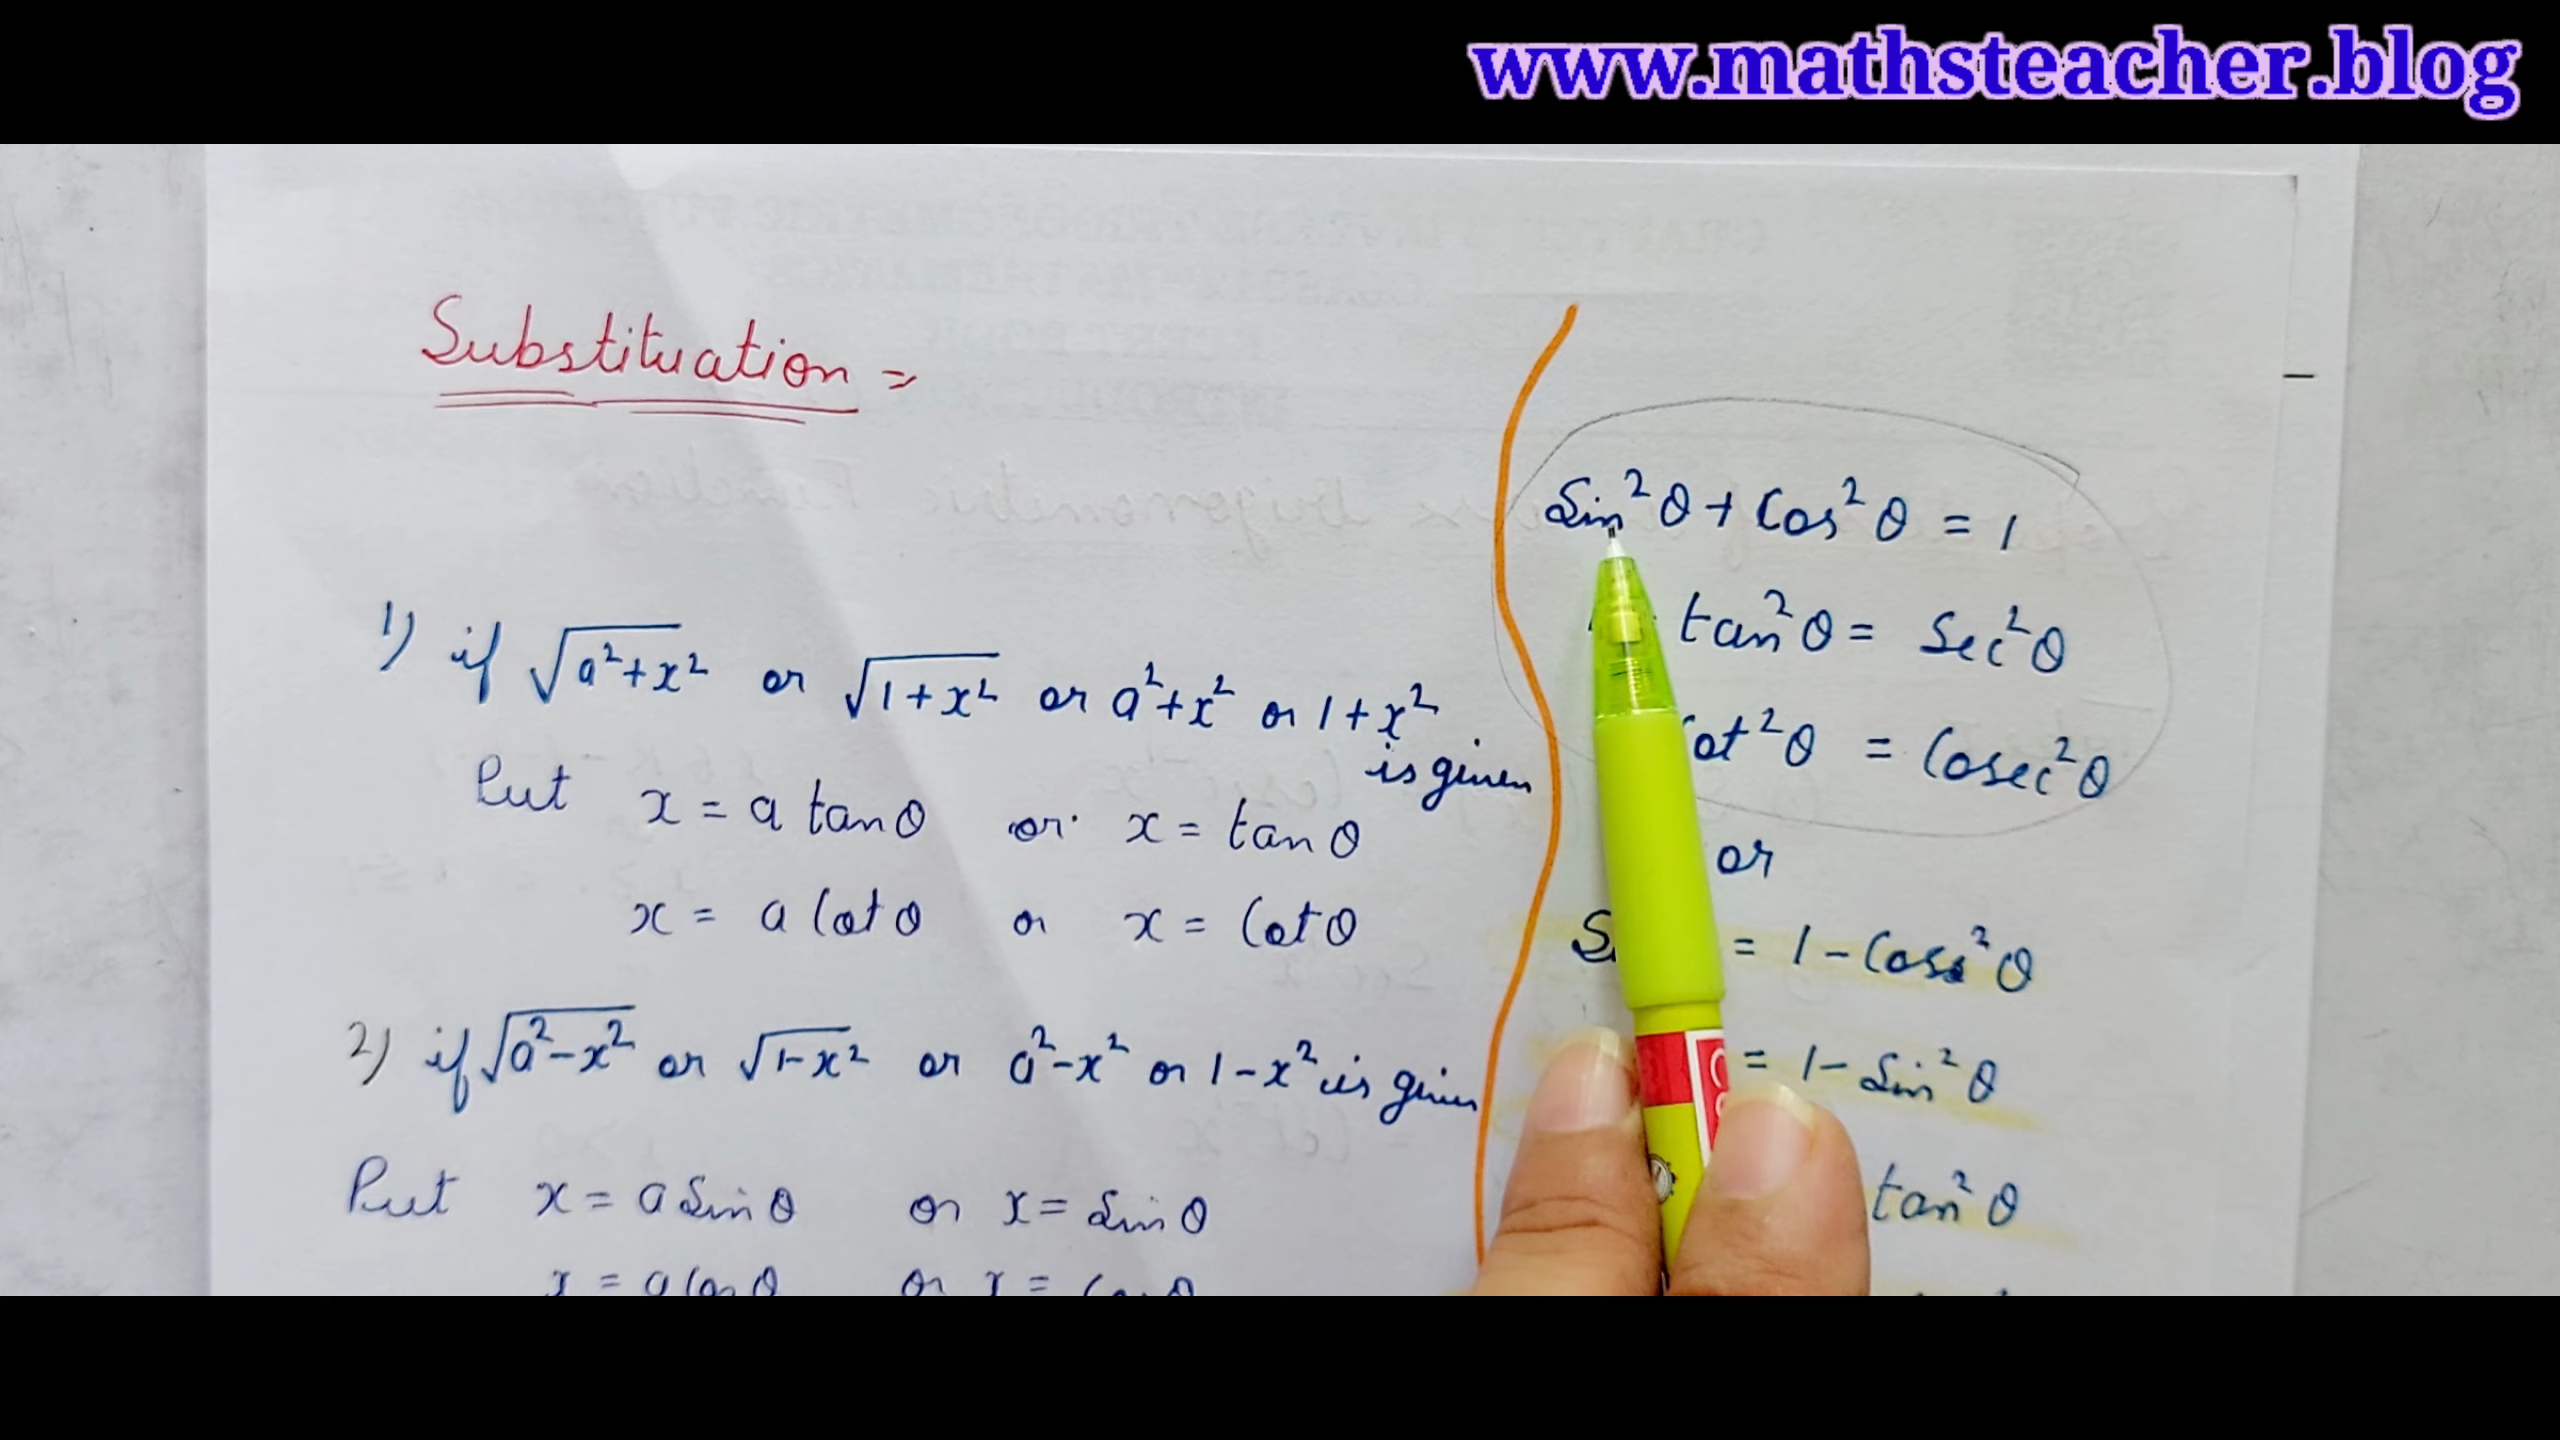 www.mathsteacher.blog
Substituation =
1) if √a²+x² or √1+x² or a²+x² or 1+x²
is given
Put x = a tanθ or x = tanθ
x = a Cotθ or x = Cotθ
2) if √a²-x² or √1-x² or a²-x² or 1-x² is given
Put x = a Sinθ or x = Sinθ
x = a Cosθ or x = Cosθ
Sin²θ + Cos²θ = 1
tan²θ = Sec²θ
Cot²θ = Cosec²θ
or
= 1 - Cos²θ
= 1 - Sin²θ
tan²θ